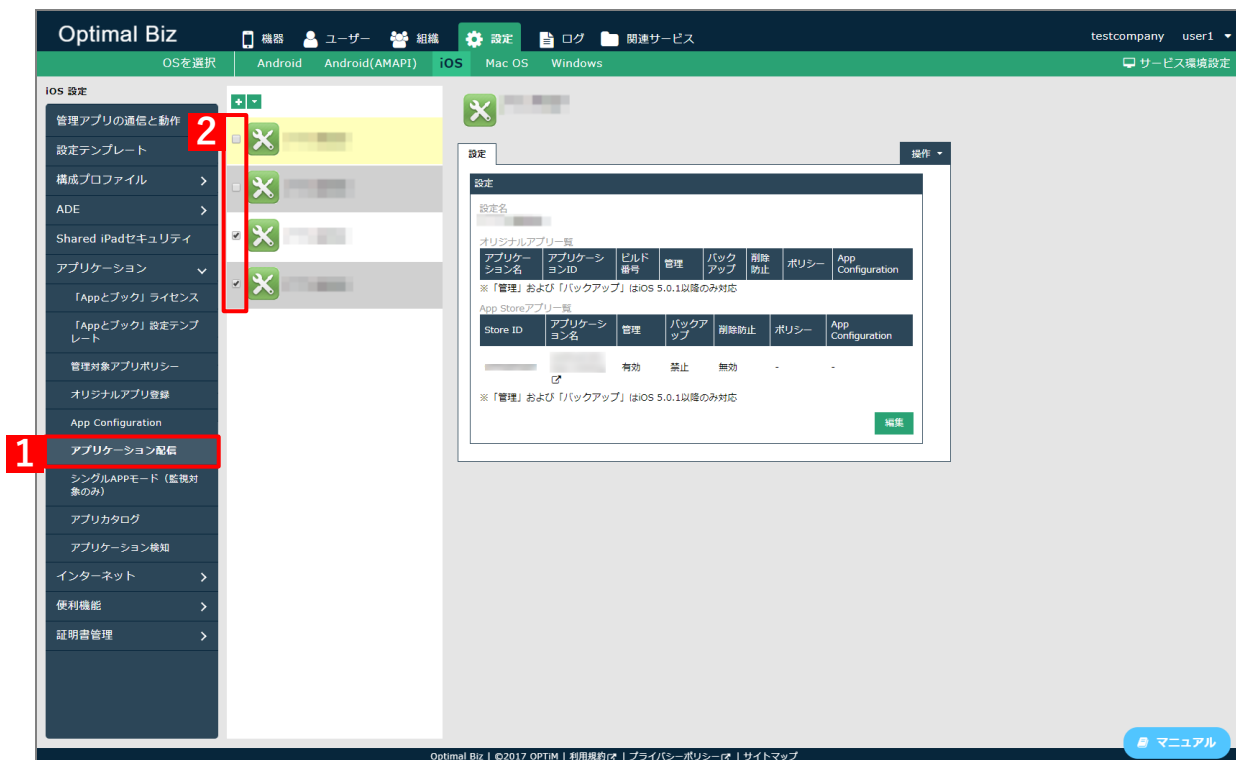 Optimal Biz
機器 ユーザー 組織 設定 ログ 関連サービス
testcompany user1
OSを選択 Android Android(AMAPI) iOS Mac OS Windows
サービス環境設定
iOS 設定
管理アプリの通信と動作
設定テンプレート
構成プロファイル
ADE
Shared iPadセキュリティ
アプリケーション
「Appとブック」ライセンス
「Appとブック」設定テンプ
レート
管理対象アプリポリシー
オリジナルアプリ登録
App Configuration
1
アプリケーション配信
シングルAPPモード（監視対
象のみ）
アプリカタログ
アプリケーション検知
インターネット
便利機能
証明書管理
2
設定
操作
設定
設定名
オリジナルアプリ一覧
アプリケー
ション名
アプリケーシ
ョンID
ビルド
番号
管理
バック
アップ
削除
防止
ポリシー
App
Configuration
※「管理」および「バックアップ」はiOS 5.0.1以降のみ対応
App Storeアプリ一覧
Store ID
アプリケーシ
ョン名
管理
バックア
ップ
削除防止
ポリシー
App
Configuration
有効 禁止 無効 - -
※「管理」および「バックアップ」はiOS 5.0.1以降のみ対応
編集
マニュアル
Optimal Biz | ©2017 OPTiM | 利用規約 | プライバシーポリシー | サイトマップ